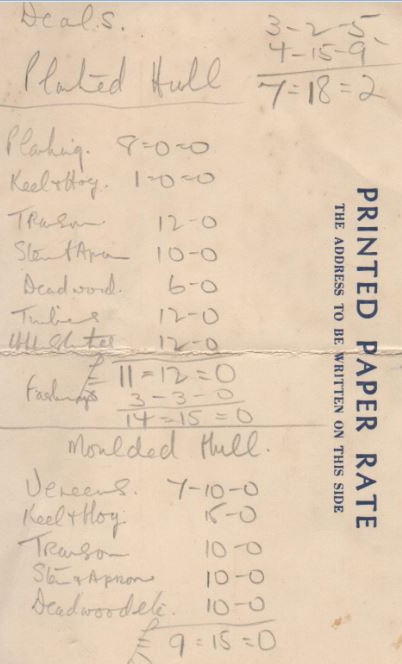 Deals.
3-2-5
4-15-9
7=18=2
Planked Hull
Planking. 8=0=0
Keel & Hog. 1=0=0
Transom 12-0
Stem & Apron 10-0
Deadwood. 6-0
Timbers 12-0
12-0
£ 11=12=0
Fastenings 3-3-0
14=15=0
Moulded Hull.
Veneers. 7-10-0
Keel & Hog. 15-0
Transom 10-0
Stem & Apron 10-0
Deadwood etc. 10-0
£ 9=15=0
PRINTED PAPER RATE
THE ADDRESS TO BE WRITTEN ON THIS SIDE